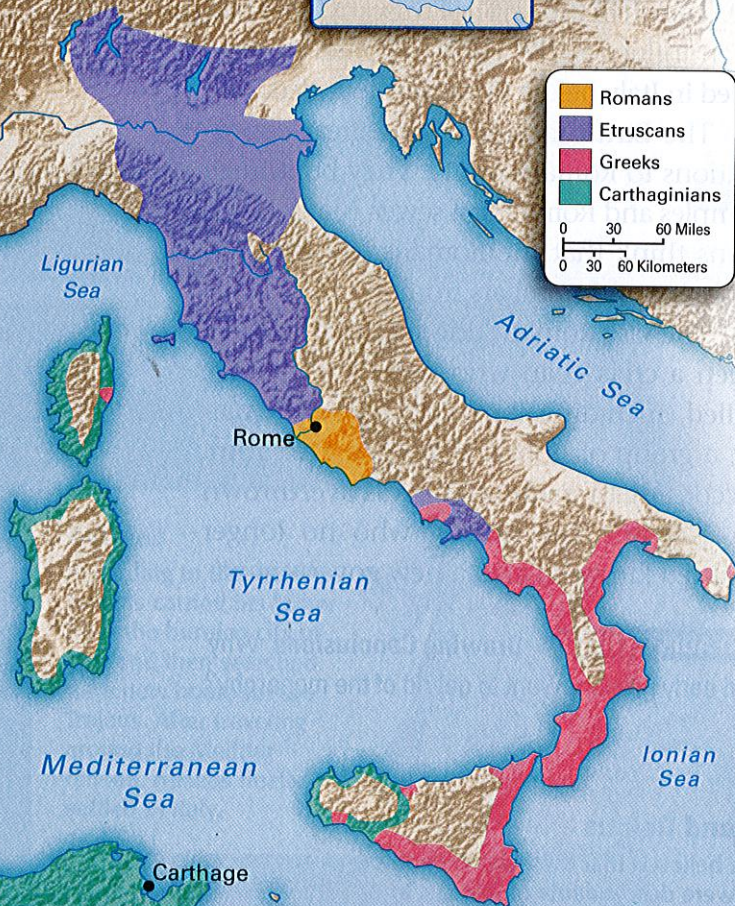 Romans
Etruscans
Greeks
Carthaginians
0 30 60 Miles
0 30 60 Kilometers
Ligurian
Sea
Adriatic Sea
Rome
Tyrrhenian
Sea
Mediterranean
Sea
Ionian
Sea
Carthage